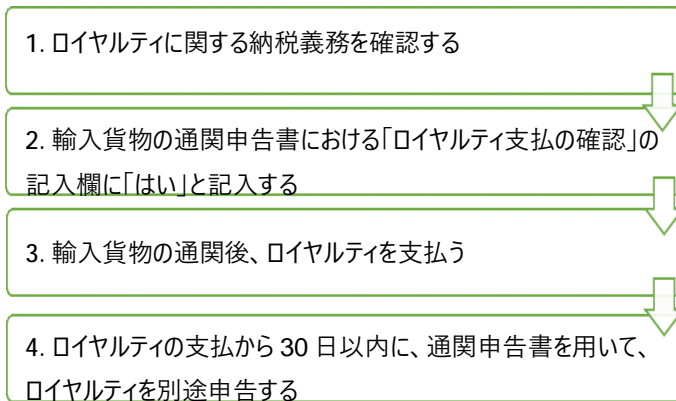 1. ロイヤルティに関する納税義務を確認する
2. 輸入貨物の通関申告書における「ロイヤルティ支払の確認」の
記入欄に「はい」と記入する
3. 輸入貨物の通関後、ロイヤルティを支払う
4. ロイヤルティの支払から 30 日以内に、通関申告書を用いて、
ロイヤルティを別途申告する